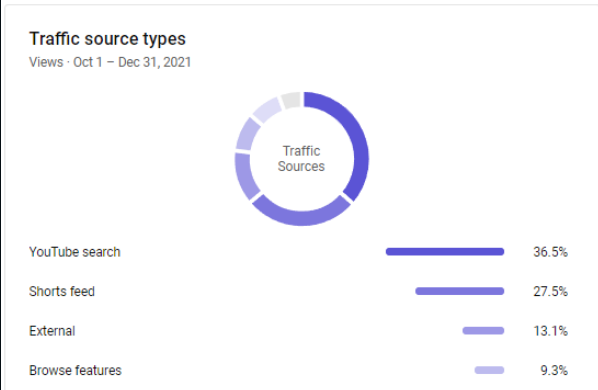 Traffic source types
Views · Oct 1 – Dec 31, 2021
Traffic
Sources
YouTube search 36.5%
Shorts feed 27.5%
External 13.1%
Browse features 9.3%